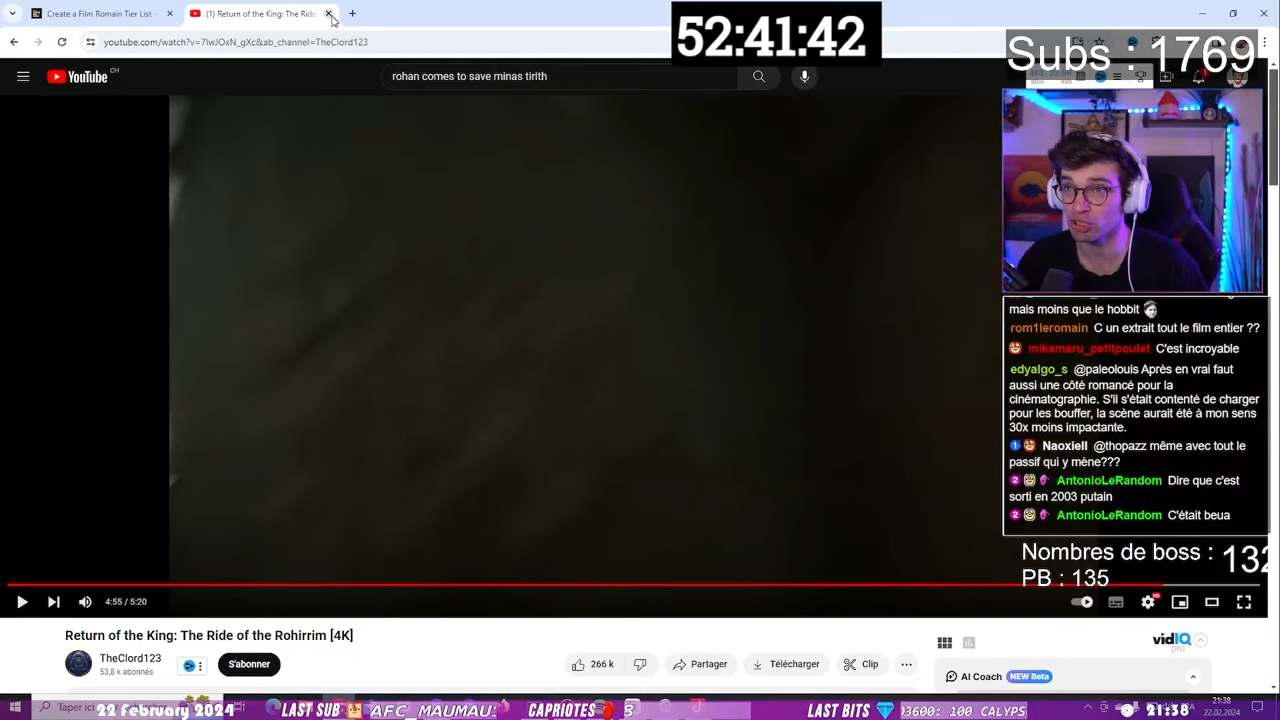 Create a Film Romain Tier List -
(1) Return of the King: The Ride
52:41:42
Subs : 1769
youtube.com/watch?v=7IwJOxN_gXc&ab_channel=TheClord123
YouTube CH
rohan comes to save minas tirith
mais moins que le hobbit
rom1leromain C un extrait tout le film entier ??
mikamaru_petitpoulet C'est incroyable
edyalgo_s @paleolouis Après en vrai faut
aussi une côté romancé pour la
cinématographie. S'il s'était contenté de charger
pour les bouffer, la scène aurait été à mon sens
30x moins impactante.
Naoxiell @thopazz même avec tout le
passif qui y mène???
AntonioLeRandom Dire que c'est
sorti en 2003 putain
AntonioLeRandom C'était beua
Nombres de boss : 132
PB : 135
4:55 / 5:20
Return of the King: The Ride of the Rohirrim [4K]
TheClord123
53,8 k abonnés
S'abonner
266 k
Partager
Télécharger
Clip
vidIQ
pro
AI Coach NEW Beta
Taper ici
22 February 2024
LAST SUB
MAUMAU
CAPRIOTES
3
LAST BITS
13600: 100 CALYPS
21:38
21:38
22.02.2024